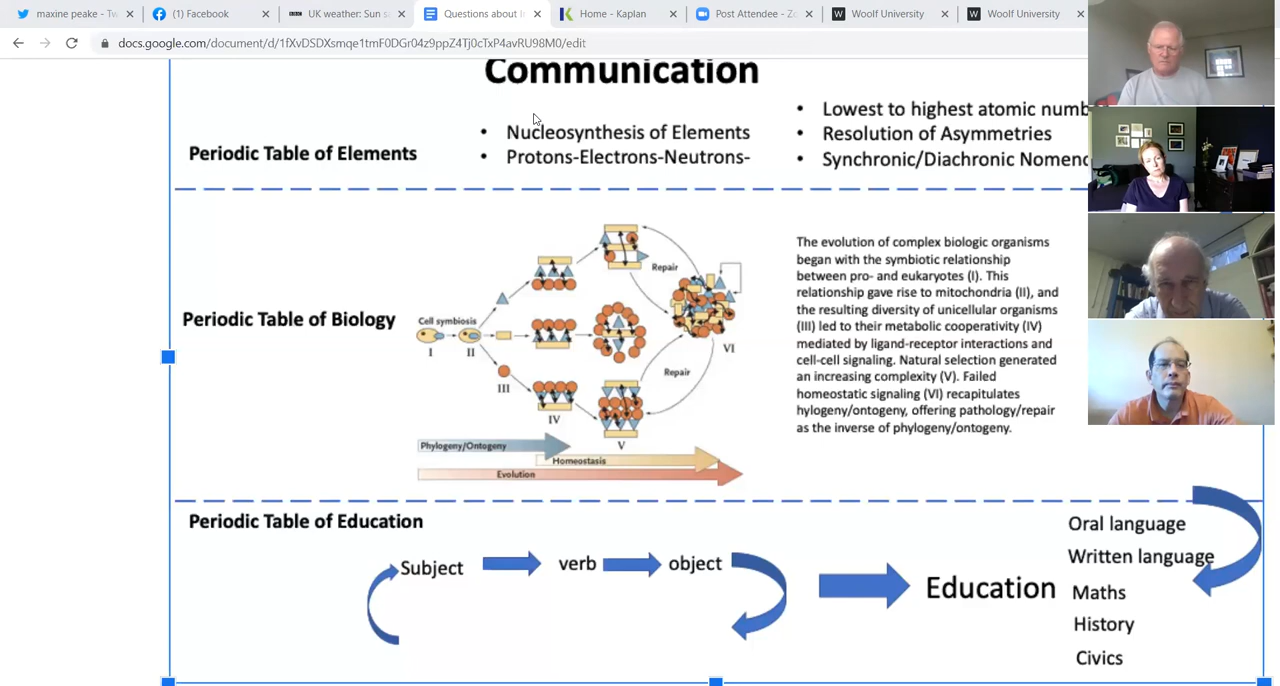 maxine peake - Tw
(1) Facebook
UK weather: Sun sa
Questions about In
Home - Kaplan
Post Attendee - Zo
Woolf University
Woolf University
docs.google.com/document/d/1fXvDSDXsmqe1tmF0DGr04z9ppZ4Tj0cTxP4avRU98M0/edit
Communication
Periodic Table of Elements
• Nucleosynthesis of Elements
• Protons-Electrons-Neutrons-
• Lowest to highest atomic numb
• Resolution of Asymmetries
• Synchronic/Diachronic Nomenc
Periodic Table of Biology
Cell symbiosis
I
II
III
IV
V
VI
Repair
Repair
Phylogeny/Ontogeny
Homeostasis
Evolution
The evolution of complex biologic organisms
began with the symbiotic relationship
between pro- and eukaryotes (I). This
relationship gave rise to mitochondria (II), and
the resulting diversity of unicellular organisms
(III) led to their metabolic cooperativity (IV)
mediated by ligand-receptor interactions and
cell-cell signaling. Natural selection generated
an increasing complexity (V). Failed
homeostatic signaling (VI) recapitulates
hylogeny/ontogeny, offering pathology/repair
as the inverse of phylogeny/ontogeny.
Periodic Table of Education
Subject
verb
object
Education
Oral language
Written language
Maths
History
Civics